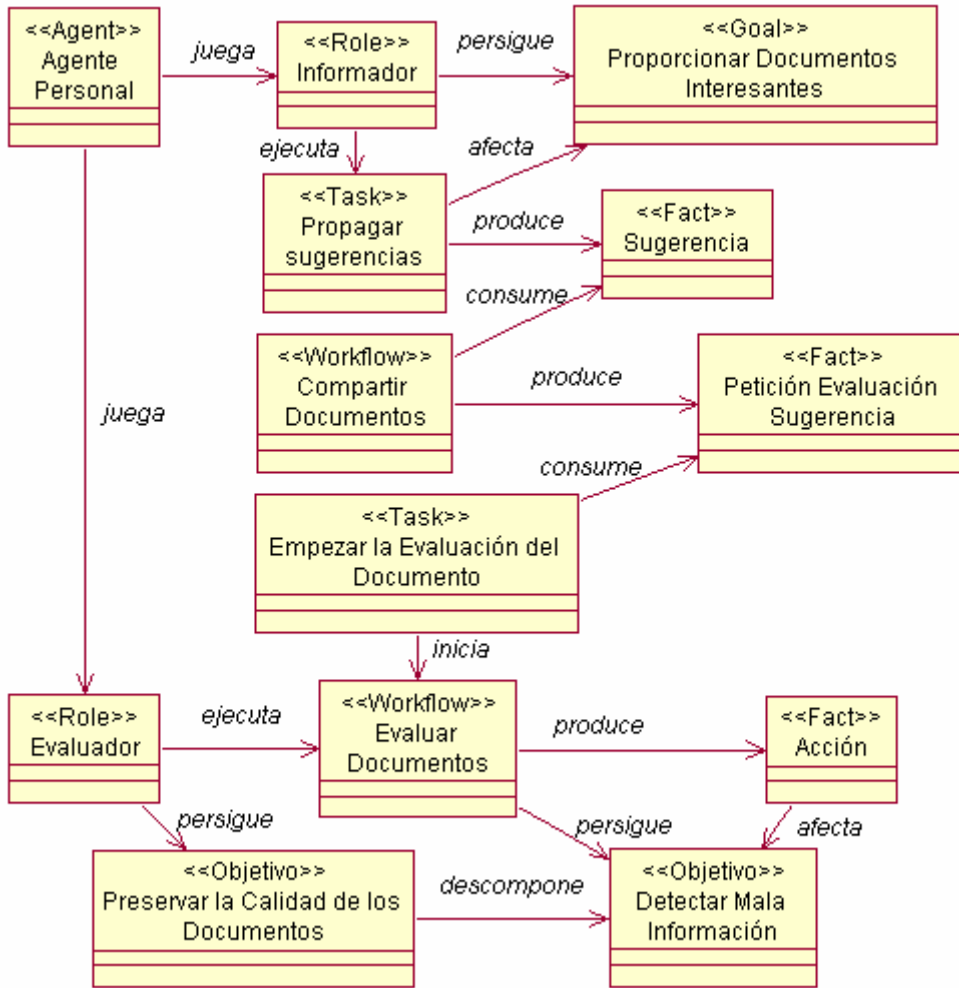 <<Agent>>
Agente
Personal
juega
<<Role>>
Informador
persigue
<<Goal>>
Proporcionar Documentos
Interesantes
ejecuta
afecta
<<Task>>
Propagar
sugerencias
produce
<<Fact>>
Sugerencia
consume
<<Workflow>>
Compartir
Documentos
produce
<<Fact>>
Petición Evaluación
Sugerencia
juega
consume
<<Task>>
Empezar la Evaluación del
Documento
inicia
<<Role>>
Evaluador
ejecuta
<<Workflow>>
Evaluar
Documentos
produce
<<Fact>>
Acción
persigue
persigue
afecta
<<Objetivo>>
Preservar la Calidad de los
Documentos
descompone
<<Objetivo>>
Detectar Mala
Información